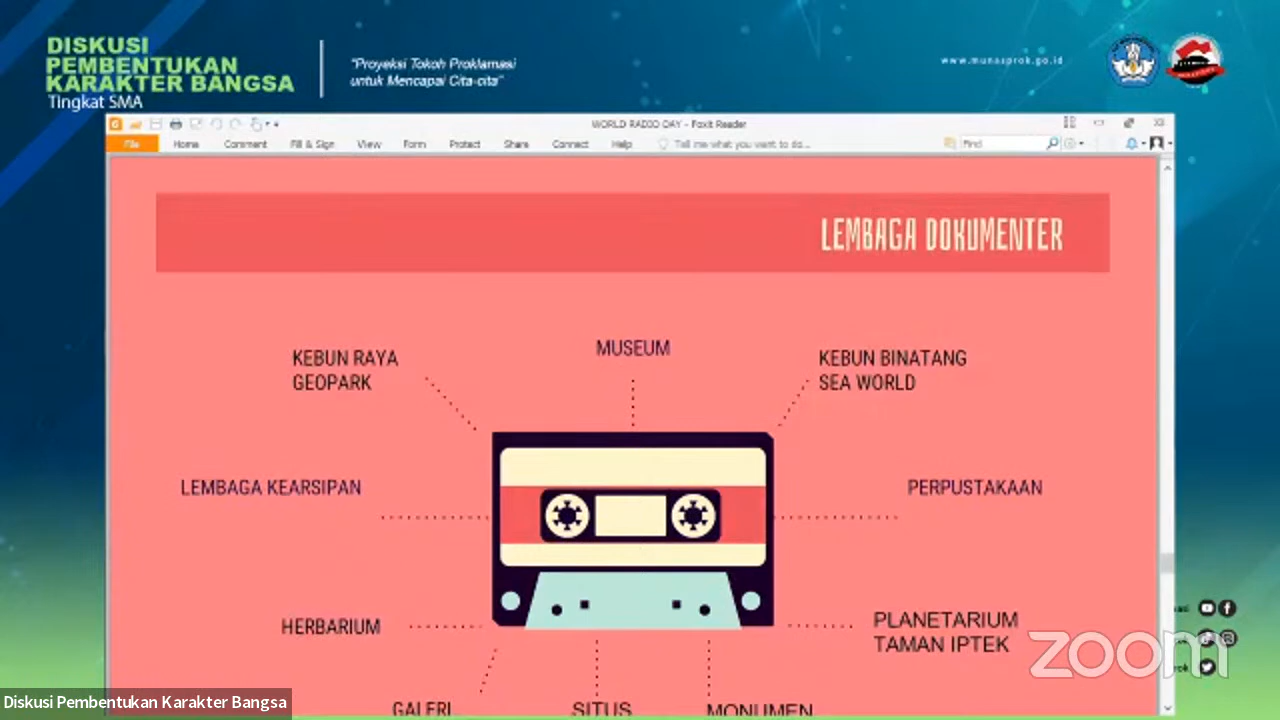 DISKUSI
PEMBENTUKAN
KARAKTER BANGSA
Tingkat SMA
"Proyeksi Tokoh Proklamasi
untuk Mencapai Cita-cita"
www.munasprok.go.id
WORLD RADIO DAY - Foxit Reader
File Home Comment Fill & Sign View Form Protect Share Connect Help Tell me what you want to do... Find
LEMBAGA DOKUMENTER
MUSEUM
KEBUN RAYA
GEOPARK
KEBUN BINATANG
SEA WORLD
LEMBAGA KEARSIPAN
PERPUSTAKAAN
HERBARIUM
PLANETARIUM
TAMAN IPTEK
GALERI
SITUS
MONUMEN
zoom
Diskusi Pembentukan Karakter Bangsa